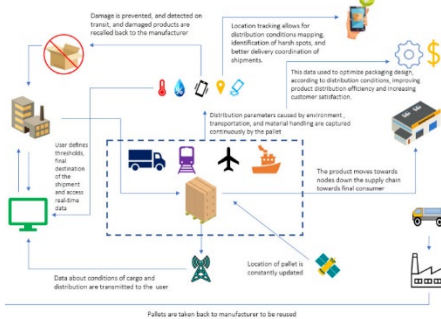 Damage is prevented, and detected on
transit, and damaged products are
recalled back to the manufacturer
Location tracking allows for
distribution conditions mapping,
identification of harsh spots, and
better delivery coordination of
shipments.
This data used to optimize packaging design,
according to distribution conditions, improving
product distribution efficiency and increasing
customer satisfaction.
Distribution parameters caused by environment ,
transportation, and material handling are captured
continuously by the pallet
User defines
thresholds,
final
destination
of the
shipment
and access
real-time
data
The product moves towards
nodes down the supply chain
towards final consumer
Data about conditions of cargo and
distribution are transmitted to the user
Location of pallet is
constantly updated
Pallets are taken back to manufacturer to be reused